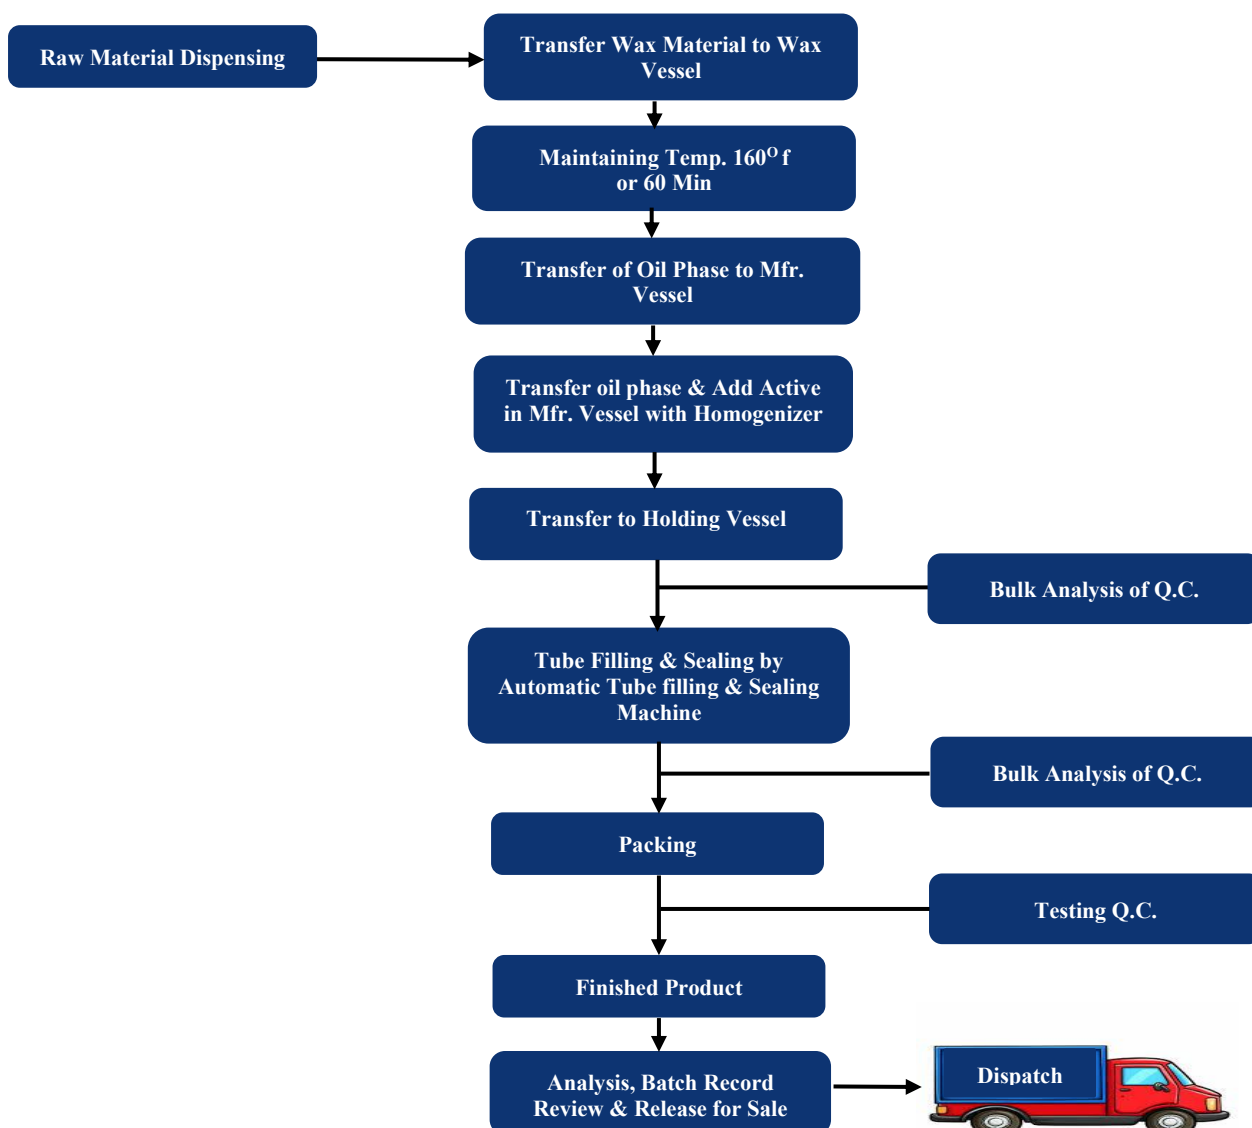 Raw Material Dispensing
Transfer Wax Material to Wax
Vessel
Maintaining Temp. 160⁰ f
or 60 Min
Transfer of Oil Phase to Mfr.
Vessel
Transfer oil phase & Add Active
in Mfr. Vessel with Homogenizer
Transfer to Holding Vessel
Bulk Analysis of Q.C.
Tube Filling & Sealing by
Automatic Tube filling & Sealing
Machine
Bulk Analysis of Q.C.
Packing
Testing Q.C.
Finished Product
Analysis, Batch Record
Review & Release for Sale
Dispatch